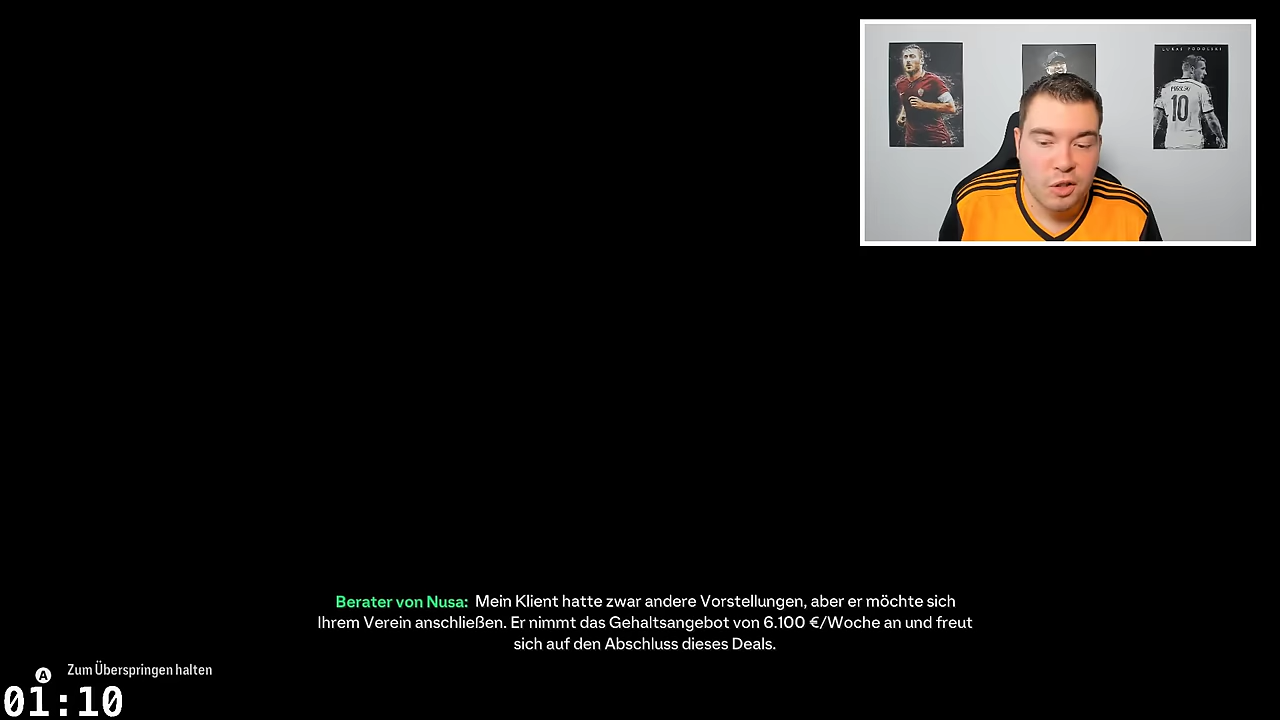 LUKAS PODOLSKI
10
Berater von Nusa: Mein Klient hatte zwar andere Vorstellungen, aber er möchte sich
Ihrem Verein anschließen. Er nimmt das Gehaltsangebot von 6.100 €/Woche an und freut
sich auf den Abschluss dieses Deals.
A Zum Überspringen halten
01:10